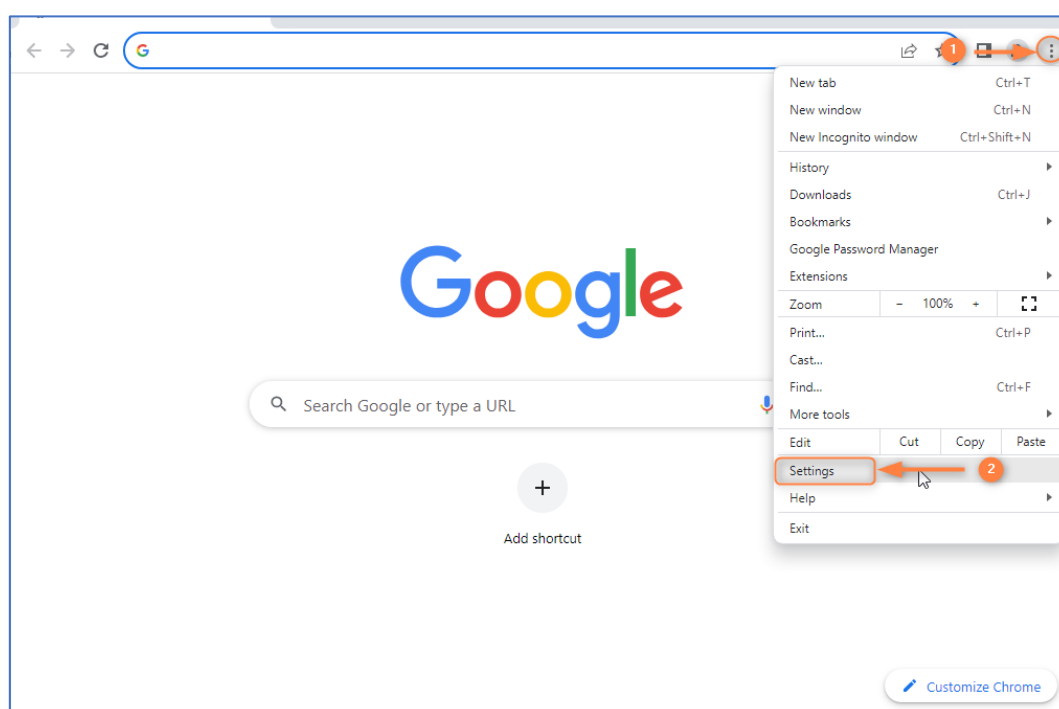 1
New tab Ctrl+T
New window Ctrl+N
New Incognito window Ctrl+Shift+N
History
Downloads Ctrl+J
Bookmarks
Google Password Manager
Extensions
Zoom - 100% +
Print... Ctrl+P
Cast...
Find... Ctrl+F
More tools
Edit Cut Copy Paste
Settings 2
Help
Exit
Google
Search Google or type a URL
Add shortcut
Customize Chrome